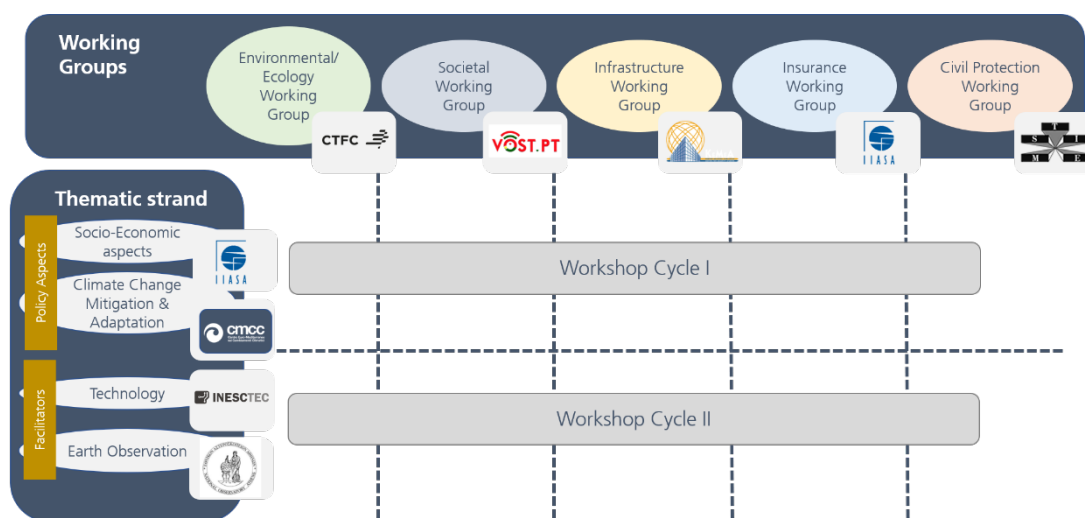 Working
Groups
Environmental/
Ecology
Working
Group
Societal
Working
Group
Infrastructure
Working
Group
Insurance
Working
Group
Civil Protection
Working
Group
CTFC
VOST.PT
IIASA
T
S I
M E
Thematic strand
Policy Aspects
Socio-Economic
aspects
IIASA
Climate Change
Mitigation &
Adaptation
cmcc
Workshop Cycle I
Facilitators
Technology
INESCTEC
Earth Observation
Workshop Cycle II